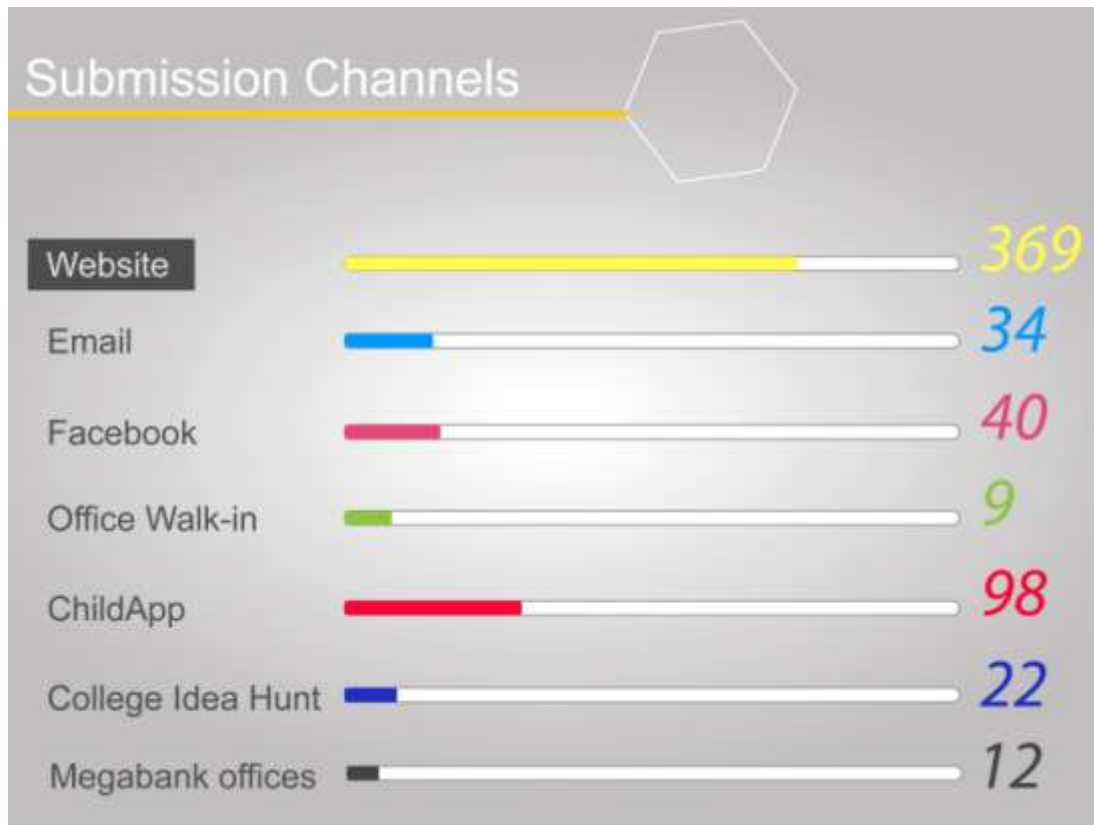 Submission Channels
Website 369
Email 34
Facebook 40
Office Walk-in 9
ChildApp 98
College Idea Hunt 22
Megabank offices 12